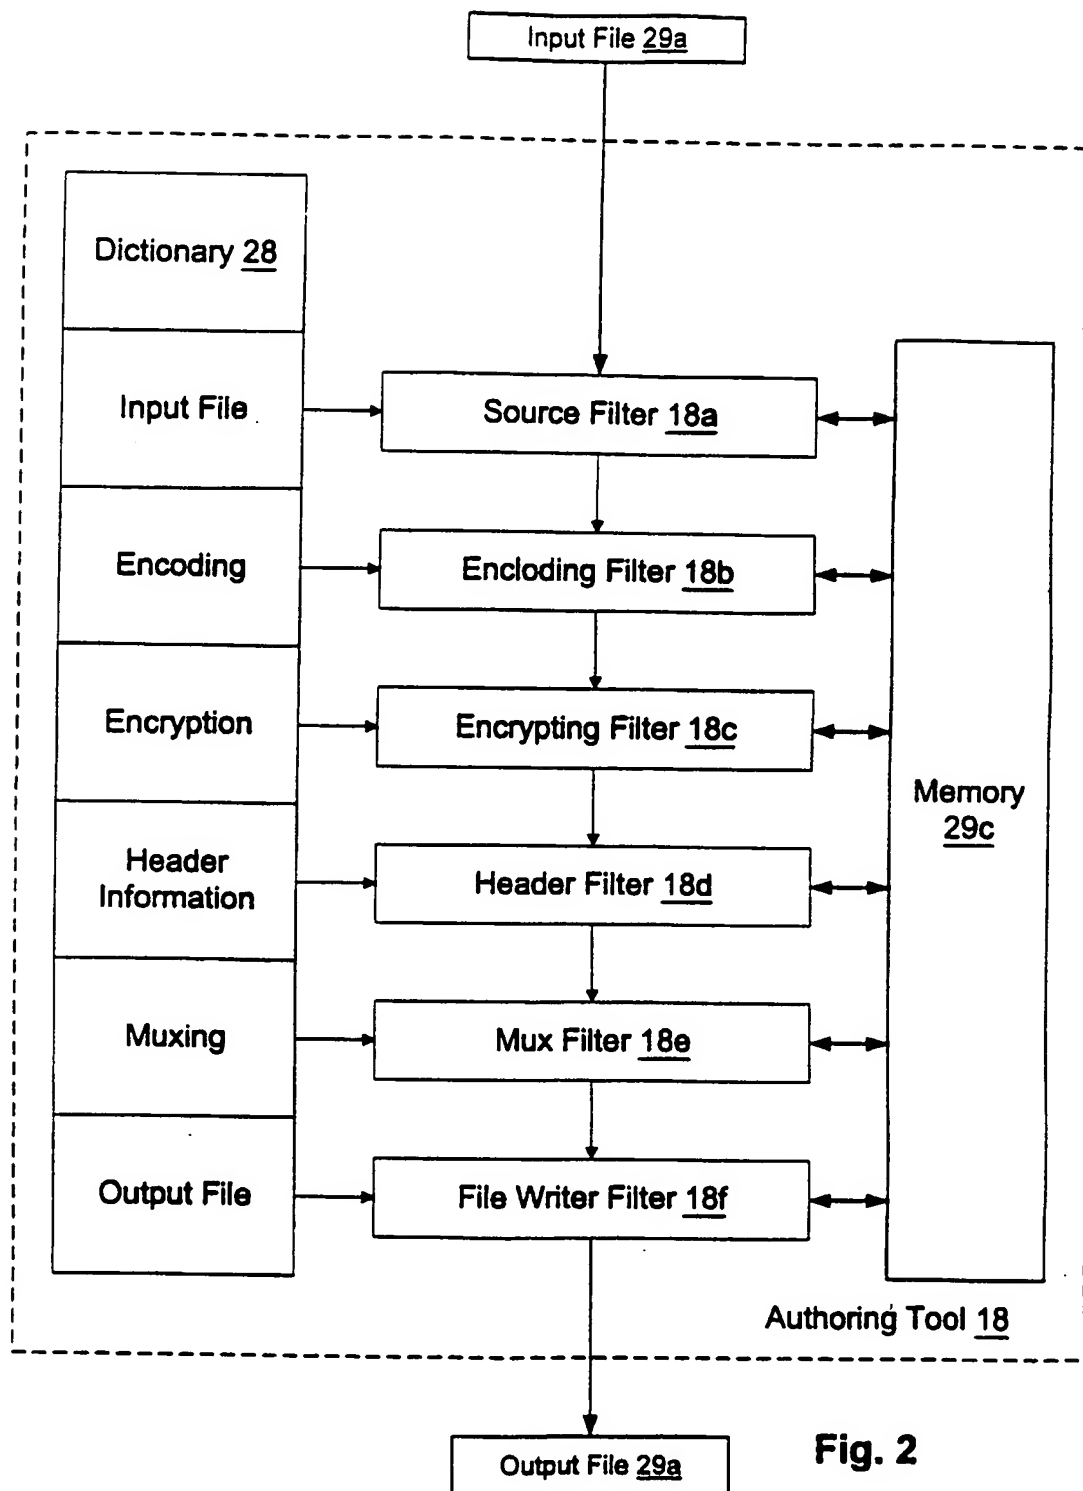 Input File 29a
Dictionary 28
Input File
Source Filter 18a
Encoding
Encloding Filter 18b
Encryption
Encrypting Filter 18c
Memory
29c
Header
Information
Header Filter 18d
Muxing
Mux Filter 18e
Output File
File Writer Filter 18f
Authoring Tool 18
Output File 29a
Fig. 2